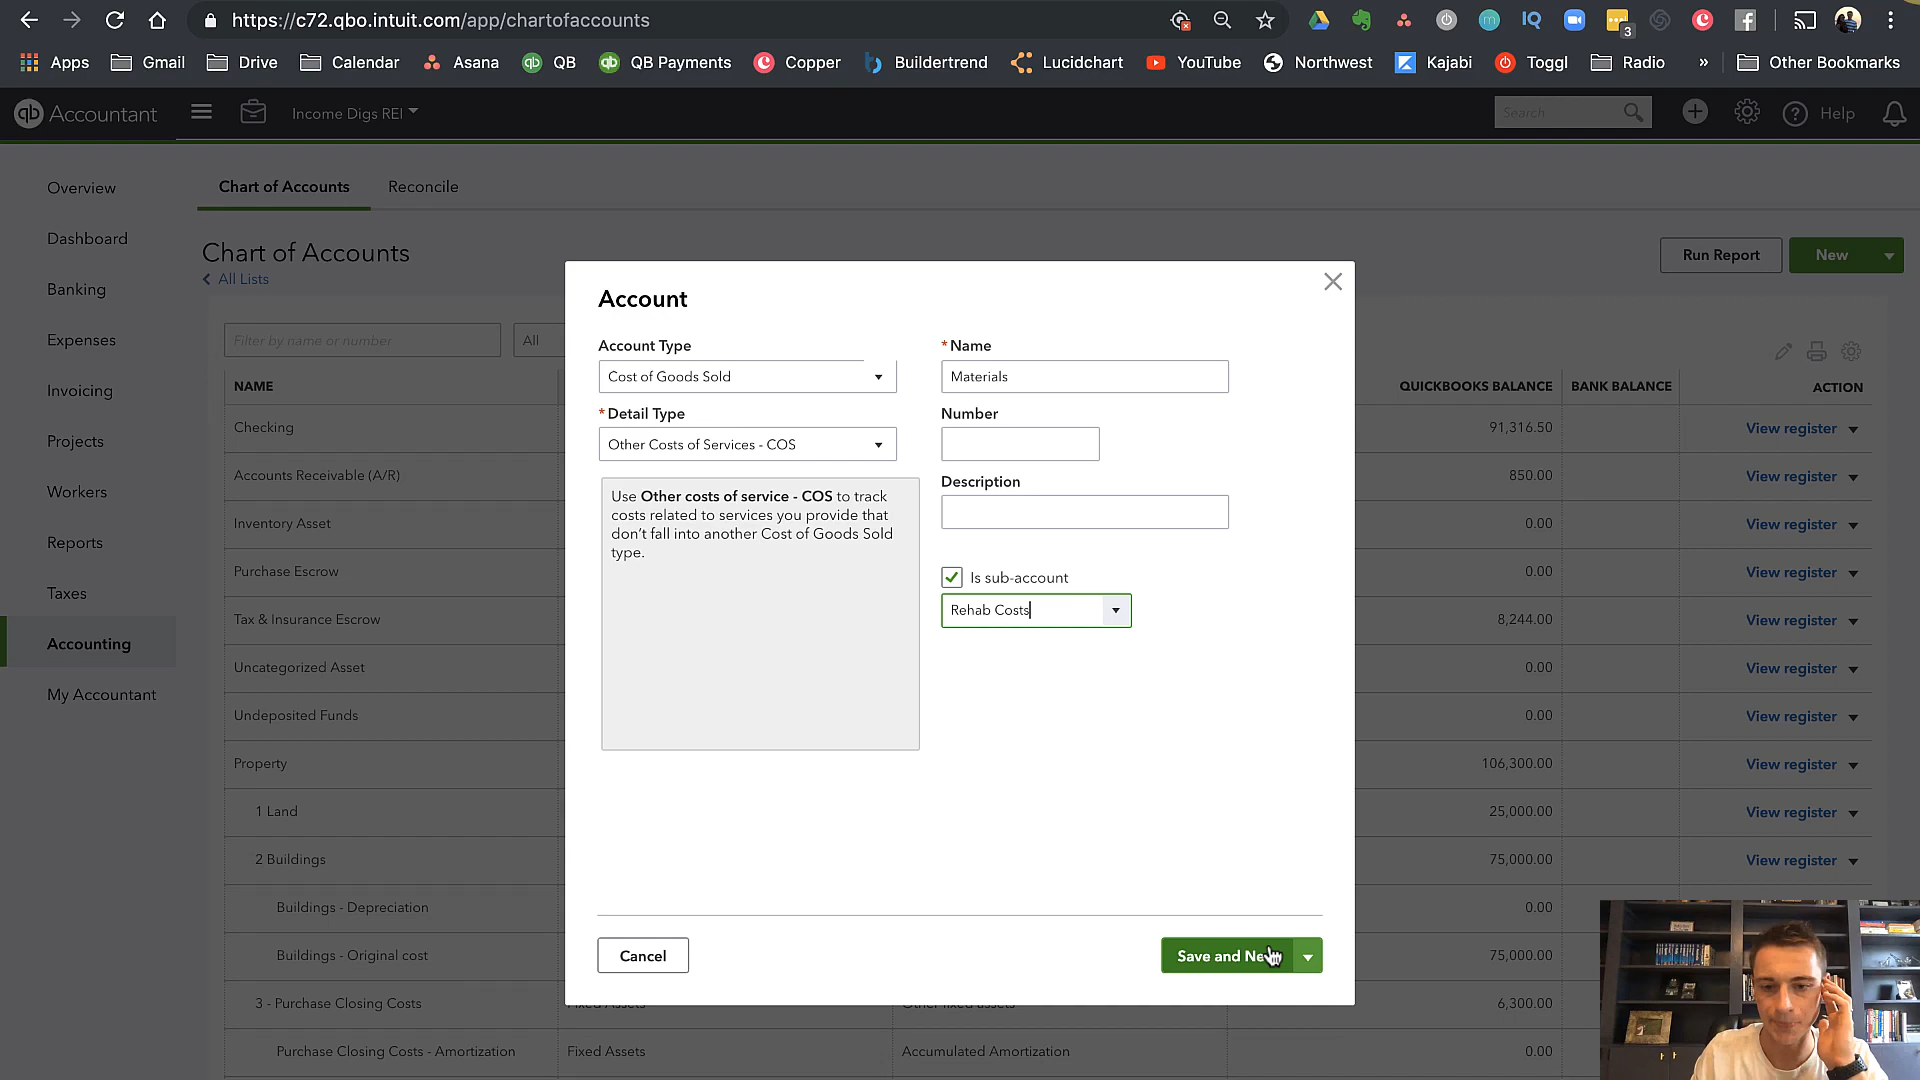 https://c72.qbo.intuit.com/app/chartofaccounts
IQ
3
Apps Gmail Drive Calendar Asana QB QB Payments Copper Buildertrend Lucidchart YouTube Northwest Kajabi Toggl Radio » Other Bookmarks
qb Accountant Income Digs REI Search Help
Overview
Dashboard
Banking
Expenses
Invoicing
Projects
Workers
Reports
Taxes
Accounting
My Accountant
Chart of Accounts Reconcile
Chart of Accounts
All Lists
Run Report New
Filter by name or number All
NAME QUICKBOOKS BALANCE BANK BALANCE ACTION
Checking 91,316.50 View register
Accounts Receivable (A/R) 850.00 View register
Inventory Asset 0.00 View register
Purchase Escrow 0.00 View register
Tax & Insurance Escrow 8,244.00 View register
Uncategorized Asset 0.00 View register
Undeposited Funds 0.00 View register
Property 106,300.00 View register
1 Land 25,000.00 View register
2 Buildings 75,000.00 View register
Buildings - Depreciation 0.00
Buildings - Original cost 75,000.00
3 - Purchase Closing Costs Fixed Assets Other fixed assets 6,300.00
Purchase Closing Costs - Amortization Fixed Assets Accumulated Amortization 0.00
Account
Account Type
Cost of Goods Sold
* Detail Type
Other Costs of Services - COS
Use Other costs of service - COS to track
costs related to services you provide that
don't fall into another Cost of Goods Sold
type.
* Name
Materials
Number
Description
Is sub-account
Rehab Costs
Cancel Save and New